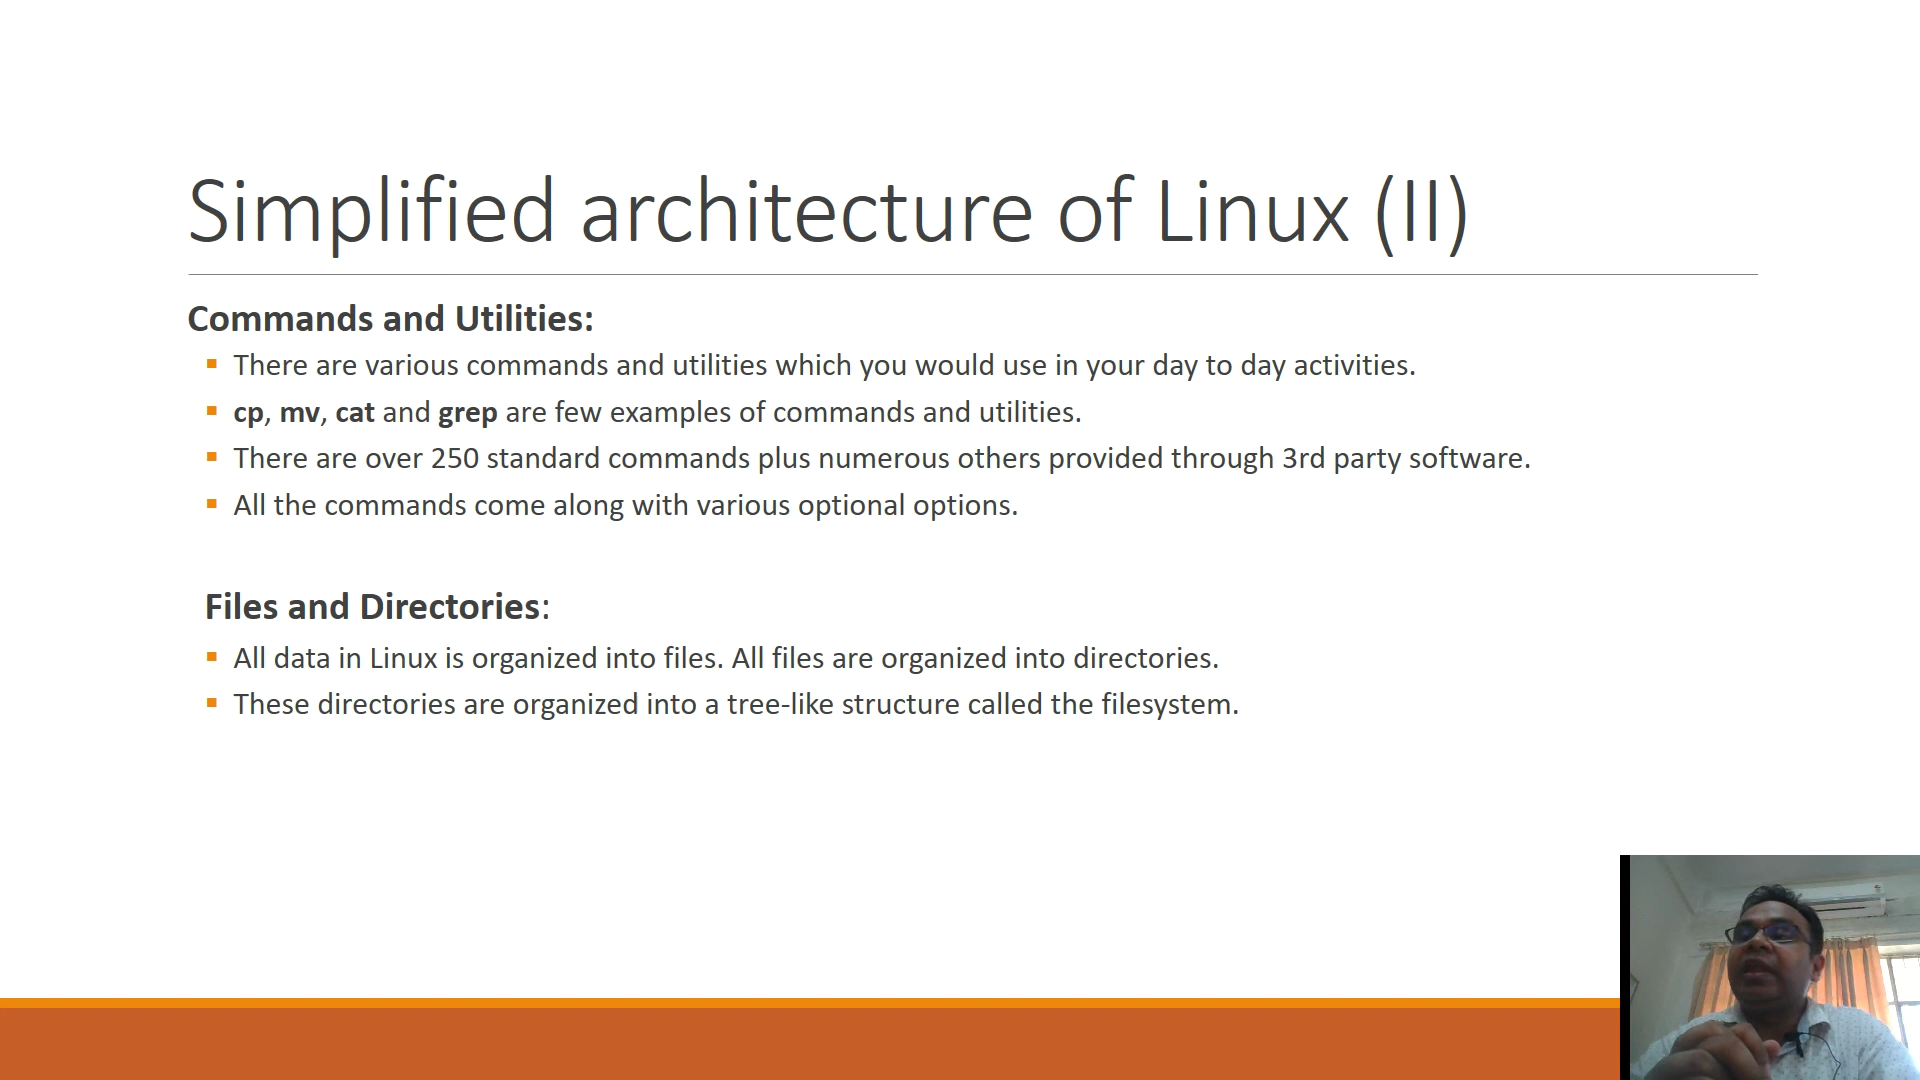 Simplified architecture of Linux (II)
Commands and Utilities:
There are various commands and utilities which you would use in your day to day activities.
cp, mv, cat and grep are few examples of commands and utilities.
There are over 250 standard commands plus numerous others provided through 3rd party software.
All the commands come along with various optional options.
Files and Directories:
All data in Linux is organized into files. All files are organized into directories.
These directories are organized into a tree-like structure called the filesystem.